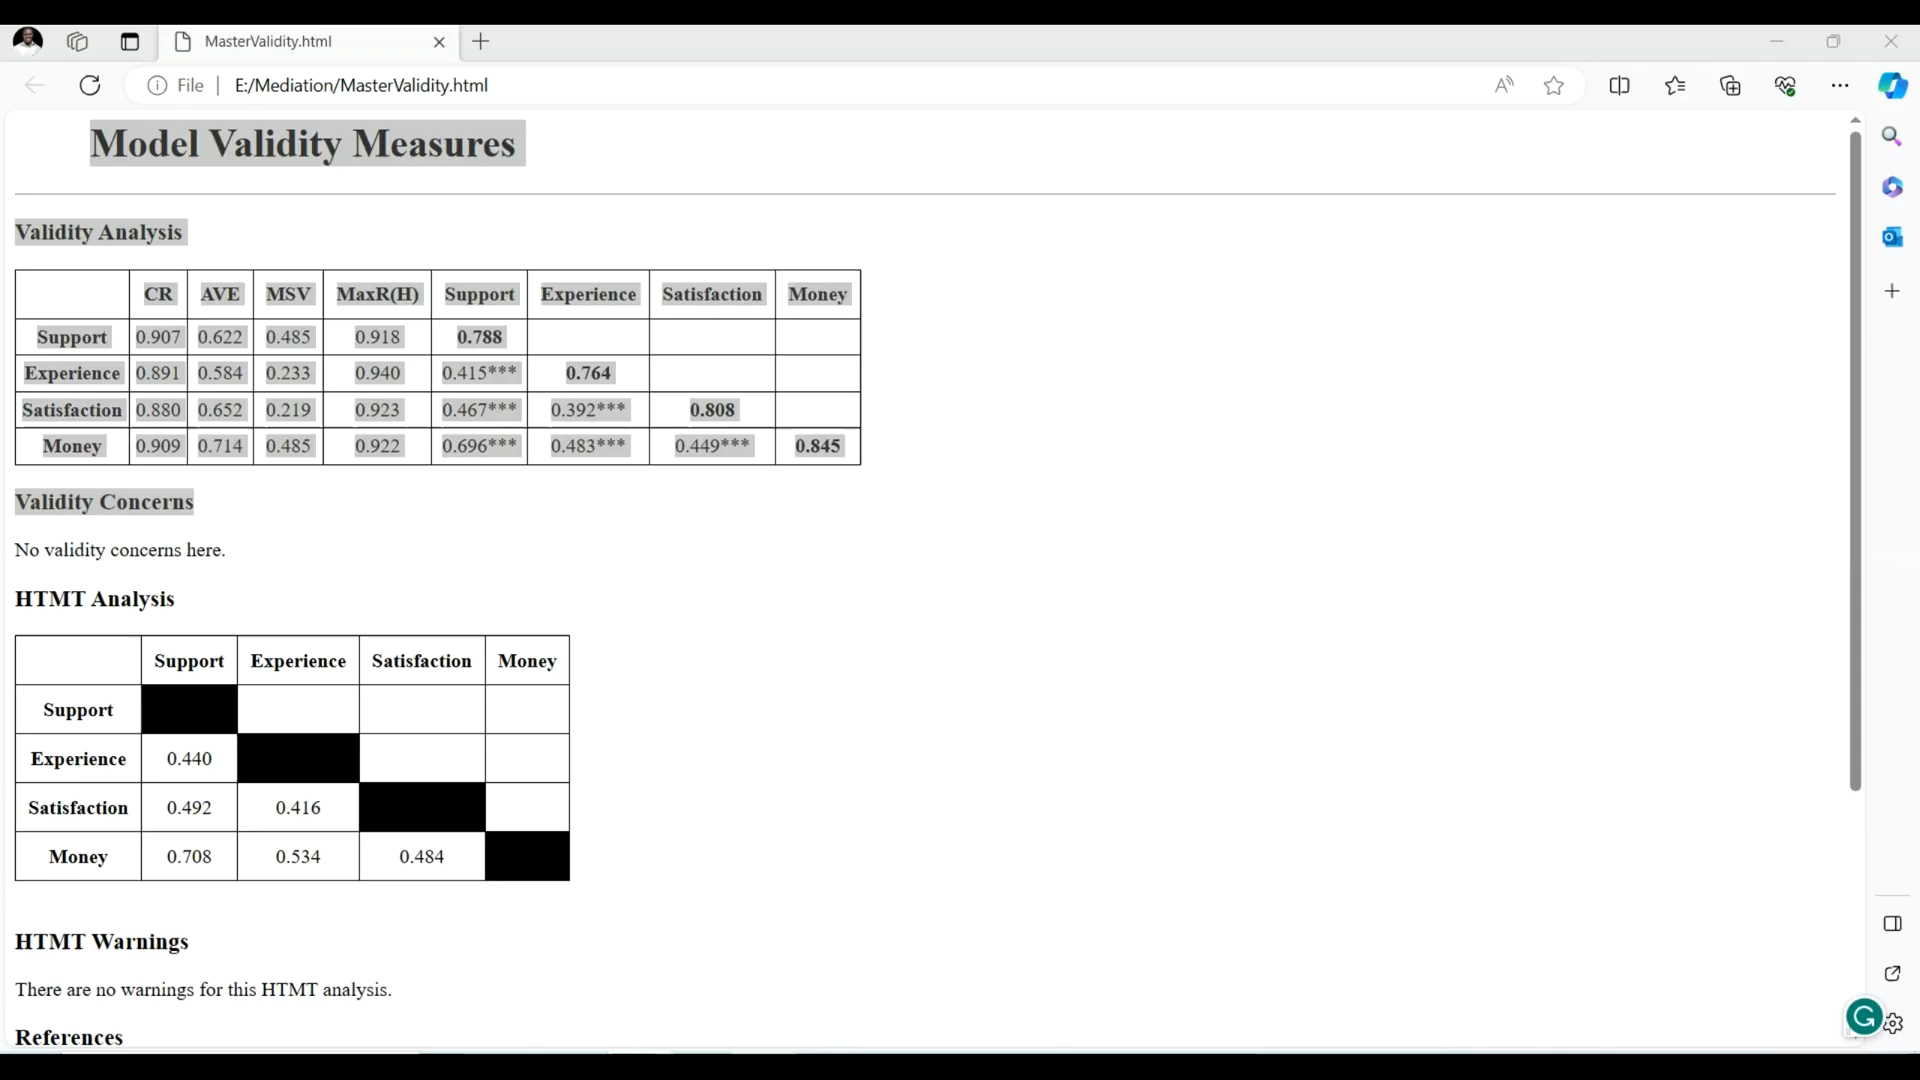 MasterValidity.html
File
E:/Mediation/MasterValidity.html
Model Validity Measures
Validity Analysis
CR AVE MSV MaxR(H) Support Experience Satisfaction Money
Support 0.907 0.622 0.485 0.918 0.788
Experience 0.891 0.584 0.233 0.940 0.415*** 0.764
Satisfaction 0.880 0.652 0.219 0.923 0.467*** 0.392*** 0.808
Money 0.909 0.714 0.485 0.922 0.696*** 0.483*** 0.449*** 0.845
Validity Concerns
No validity concerns here.
HTMT Analysis
Support Experience Satisfaction Money
Support
Experience 0.440
Satisfaction 0.492 0.416
Money 0.708 0.534 0.484
HTMT Warnings
There are no warnings for this HTMT analysis.
References